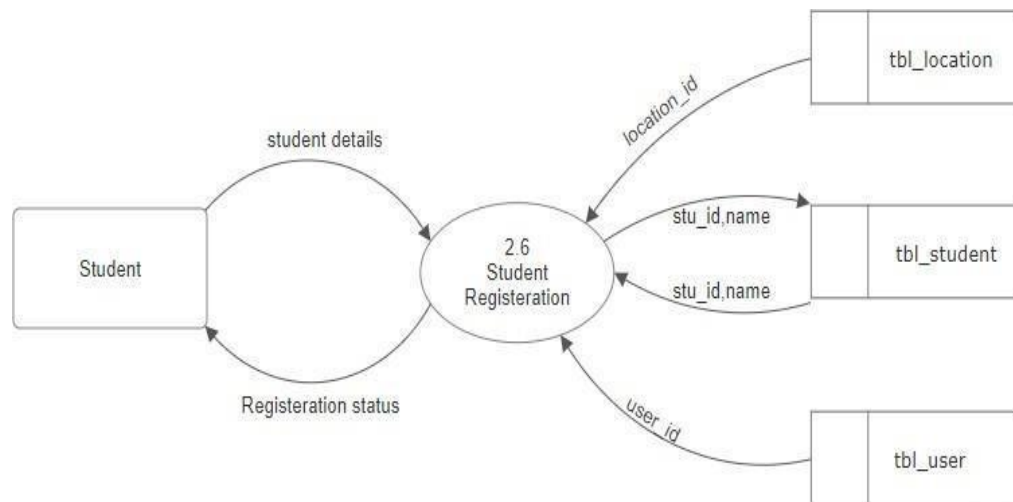 tbl_location
location_id
student details
stu_id,name
2.6
Student
Registeration
Student
tbl_student
stu_id,name
Registeration status
user_id
tbl_user